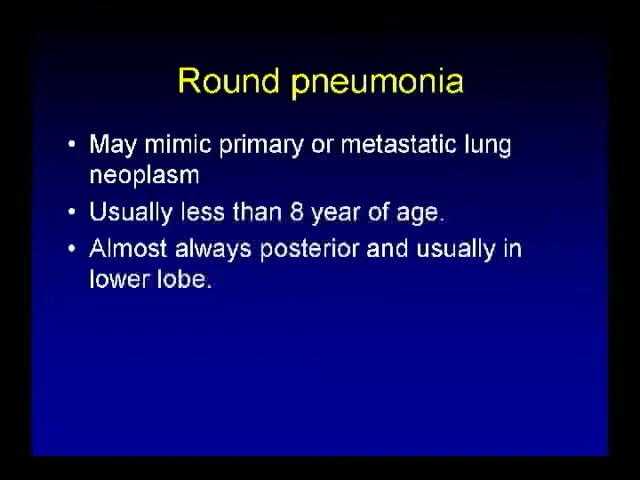 Round pneumonia
• May mimic primary or metastatic lung
neoplasm
• Usually less than 8 year of age.
• Almost always posterior and usually in
lower lobe.